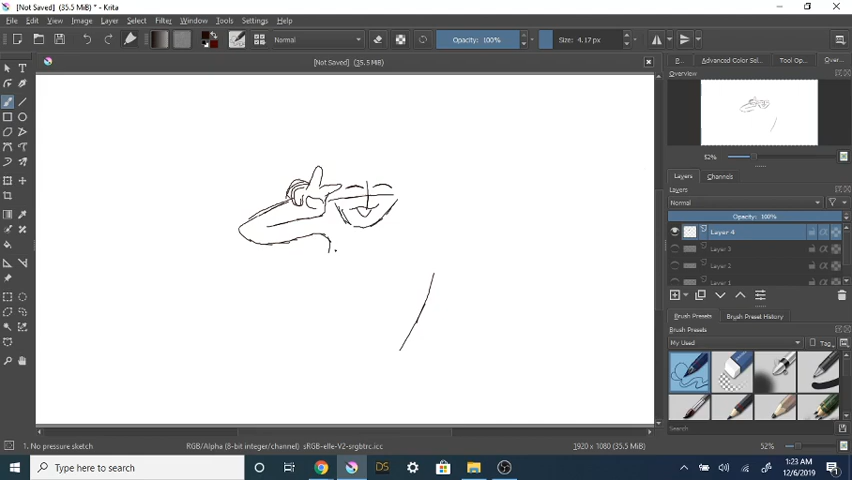 [Not Saved] (35.5 MiB) * - Krita
File Edit View Image Layer Select Filter Tools Settings Help
Normal
Opacity: 100%
Size: 4.17 px
[Not Saved] (35.5 MiB)
P... Advanced Color Sel... Tool Op... Over...
Overview
52%
Layers Channels
Layers
Normal
Opacity: 100%
Layer 4
Layer 3
Layer 2
Layer 1
Brush Presets Brush Preset History
Brush Presets
My Used
Tag
Search
1. No pressure sketch
RGB/Alpha (8-bit integer/channel) sRGB-elle-V2-srgbtrc.icc
1920 x 1080 (35.5 MiB)
52%
Type here to search
DS
1:23 AM
12/6/2019
1